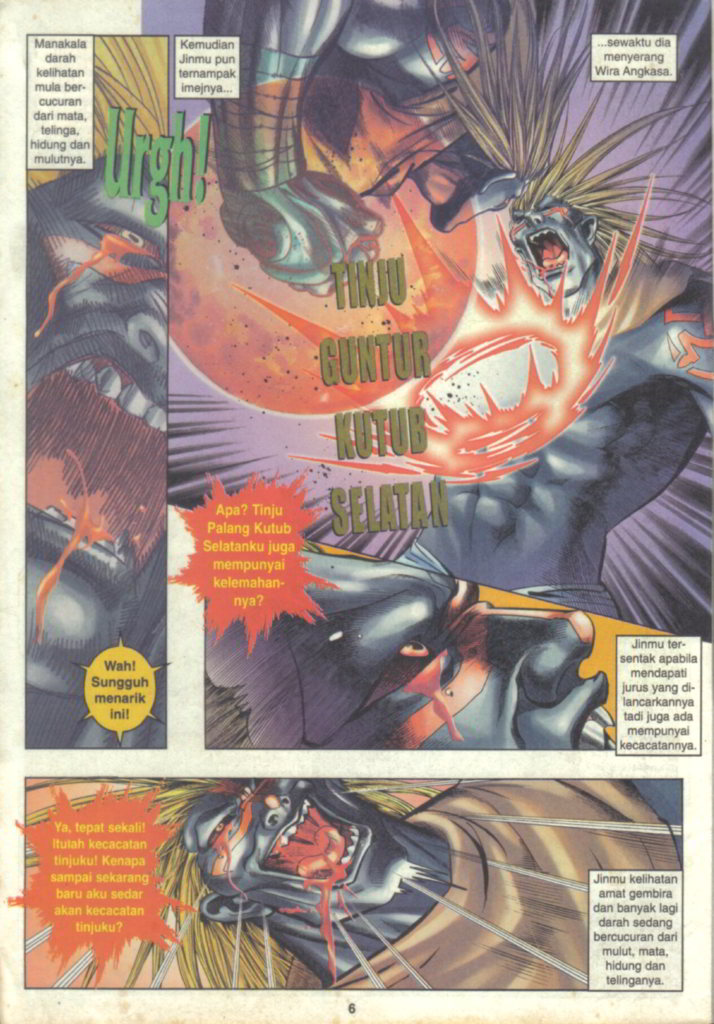 Manakala
darah
kelihatan
mula ber-
cucuran
dari mata,
telinga,
hidung dan
mulutnya.
Urgh!
Kemudian
Jinmu pun
ternampak
imejnya...
...sewaktu dia
menyerang
Wira Angkasa.
TINJU
GUNTUR
KUTUB
SELATAN
Wah!
Sungguh
menarik
ini!
Apa? Tinju
Palang Kutub
Selatanku juga
mempunyai
kelemahan-
nya?
Jinmu ter-
sentak apabila
mendapati
jurus yang di-
lancarkannya
tadi juga ada
mempunyai
kecacatannya.
Ya, tepat sekali!
Itulah kecacatan
tinjuku! Kenapa
sampai sekarang
baru aku sedar
akan kecacatan
tinjuku?
Jinmu kelihatan
amat gembira
dan banyak lagi
darah sedang
bercucuran dari
mulut, mata,
hidung dan
telinganya.
6